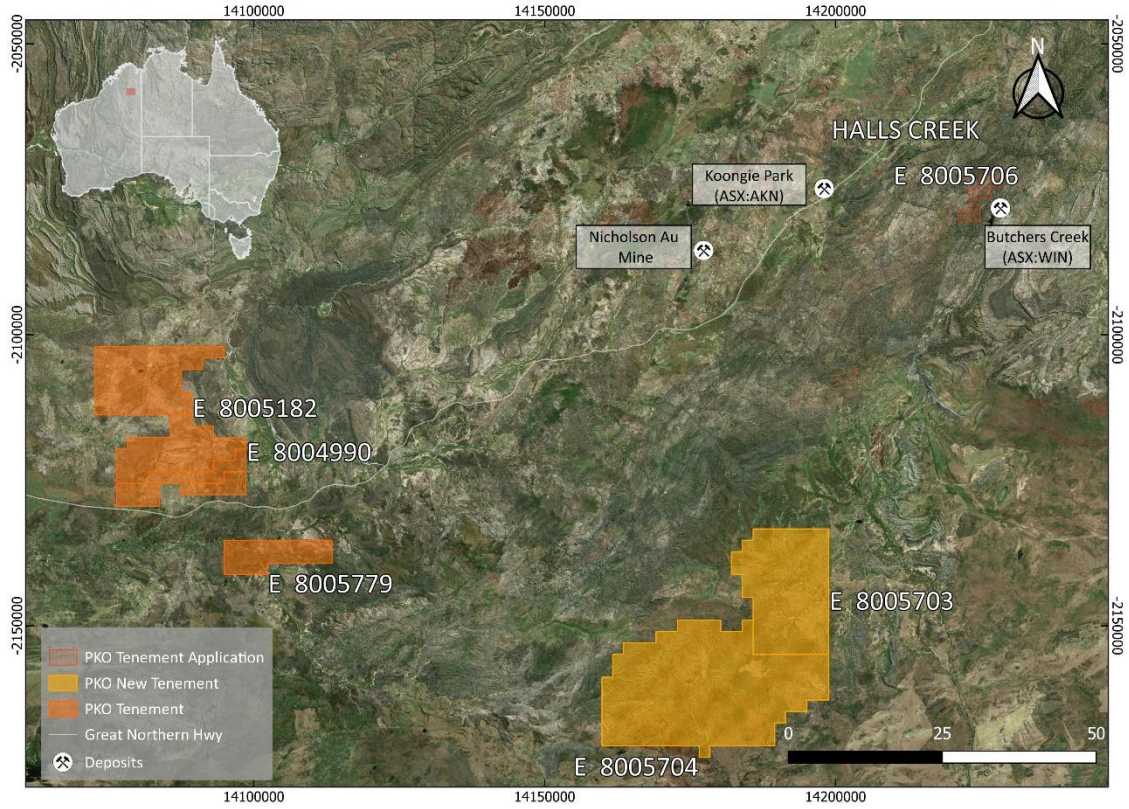 14100000
14150000
14200000
-2050000
-2050000
N
HALLS CREEK
E 8005706
Koongie Park
(ASX:AKN)
Nicholson Au
Mine
Butchers Creek
(ASX:WIN)
-2100000
-2100000
E 8005182
E 8004990
E 8005779
E 8005703
-2150000
-2150000
PKO Tenement Application
PKO New Tenement
PKO Tenement
Great Northern Hwy
Deposits
E 8005704
0
25
50
14100000
14150000
14200000